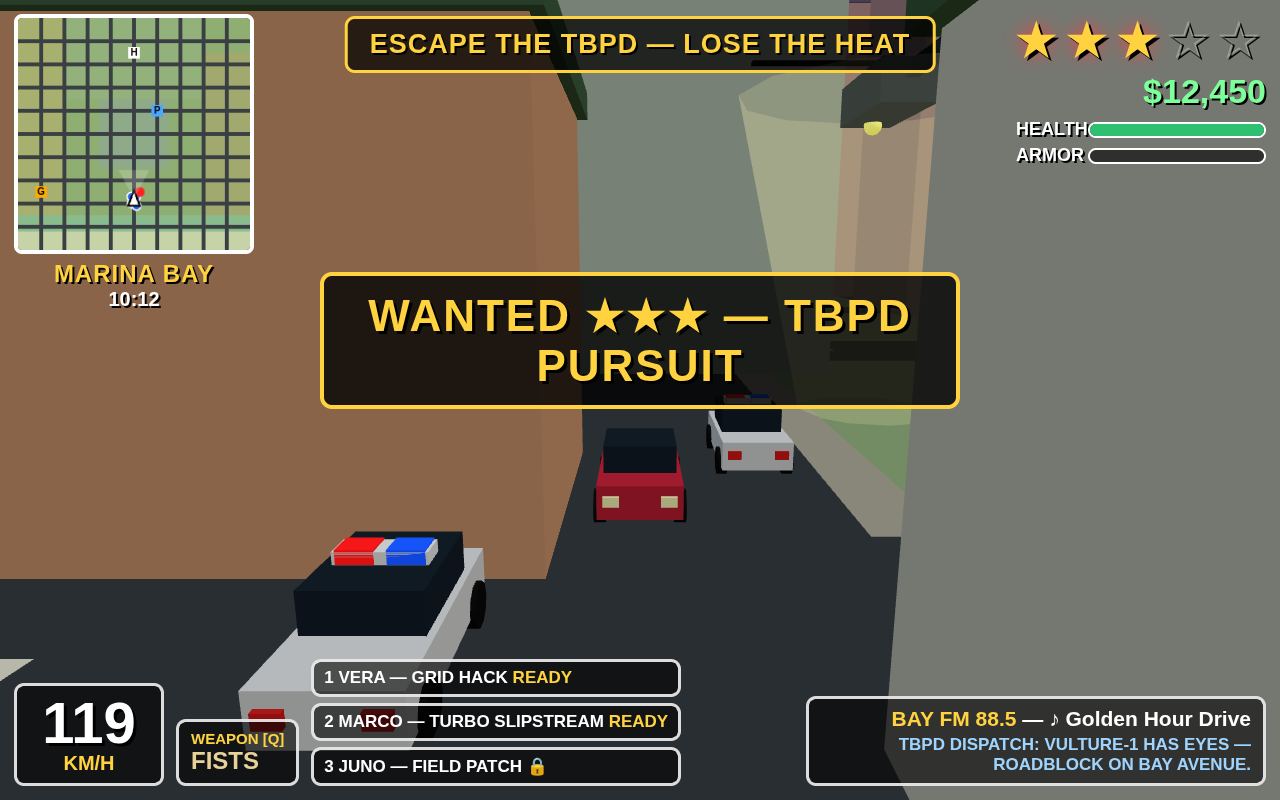 ESCAPE THE TBPD — LOSE THE HEAT
★★★☆☆
$12,450
HEALTH
ARMOR
H
P
G
MARINA BAY
10:12
WANTED ★★★ — TBPD
PURSUIT
119
KM/H
WEAPON [Q]
FISTS
1 VERA — GRID HACK READY
2 MARCO — TURBO SLIPSTREAM READY
3 JUNO — FIELD PATCH 🔒
BAY FM 88.5 — ♪ Golden Hour Drive
TBPD DISPATCH: VULTURE-1 HAS EYES —
ROADBLOCK ON BAY AVENUE.